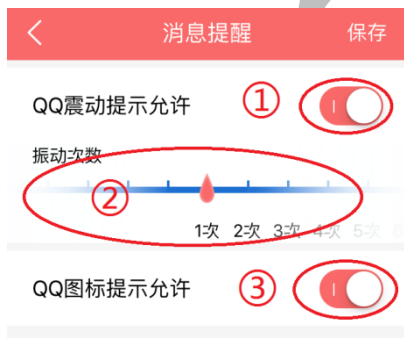 消息提醒 保存
QQ震动提示允许 ①
振动次数
②
1次 2次 3次 4次 5次
QQ图标提示允许 ③